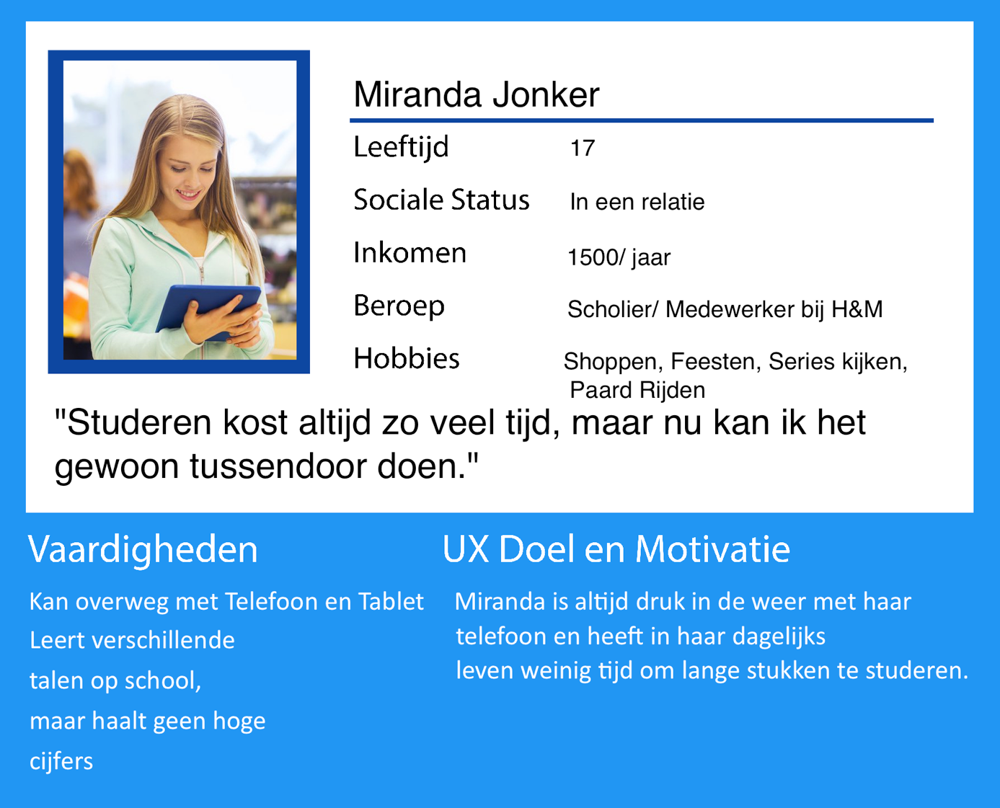 Miranda Jonker
Leeftijd 17
Sociale Status In een relatie
Inkomen 1500/ jaar
Beroep Scholier/ Medewerker bij H&M
Hobbies Shoppen, Feesten, Series kijken,
Paard Rijden
"Studeren kost altijd zo veel tijd, maar nu kan ik het
gewoon tussendoor doen."
Vaardigheden
Kan overweg met Telefoon en Tablet
Leert verschillende
talen op school,
maar haalt geen hoge
cijfers
UX Doel en Motivatie
Miranda is altijd druk in de weer met haar
telefoon en heeft in haar dagelijks
leven weinig tijd om lange stukken te studeren.